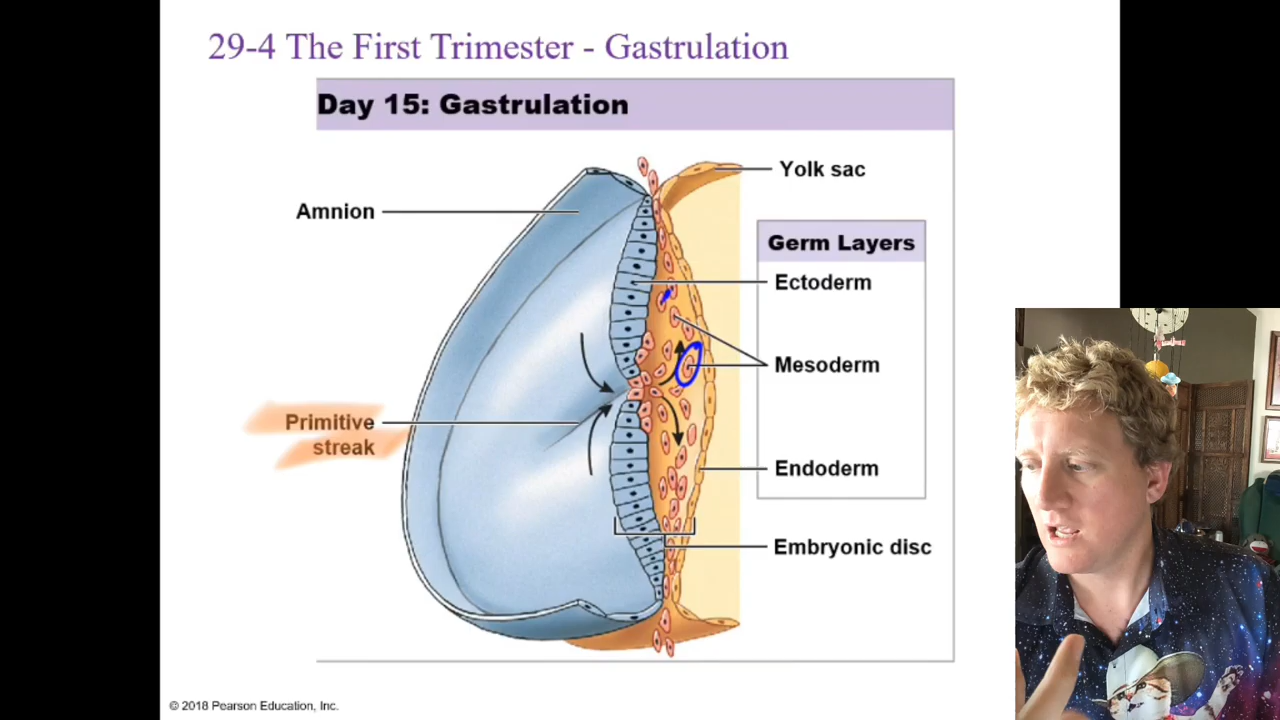 29-4 The First Trimester - Gastrulation
Day 15: Gastrulation
Yolk sac
Amnion
Germ Layers
Ectoderm
Mesoderm
Primitive
streak
Endoderm
Embryonic disc
© 2018 Pearson Education, Inc.